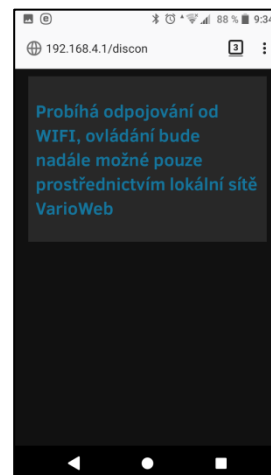 88 % 9:34
192.168.4.1/discon 3
Probíhá odpojování od
WIFI, ovládání bude
nadále možné pouze
prostřednictvím lokální sítě
VarioWeb